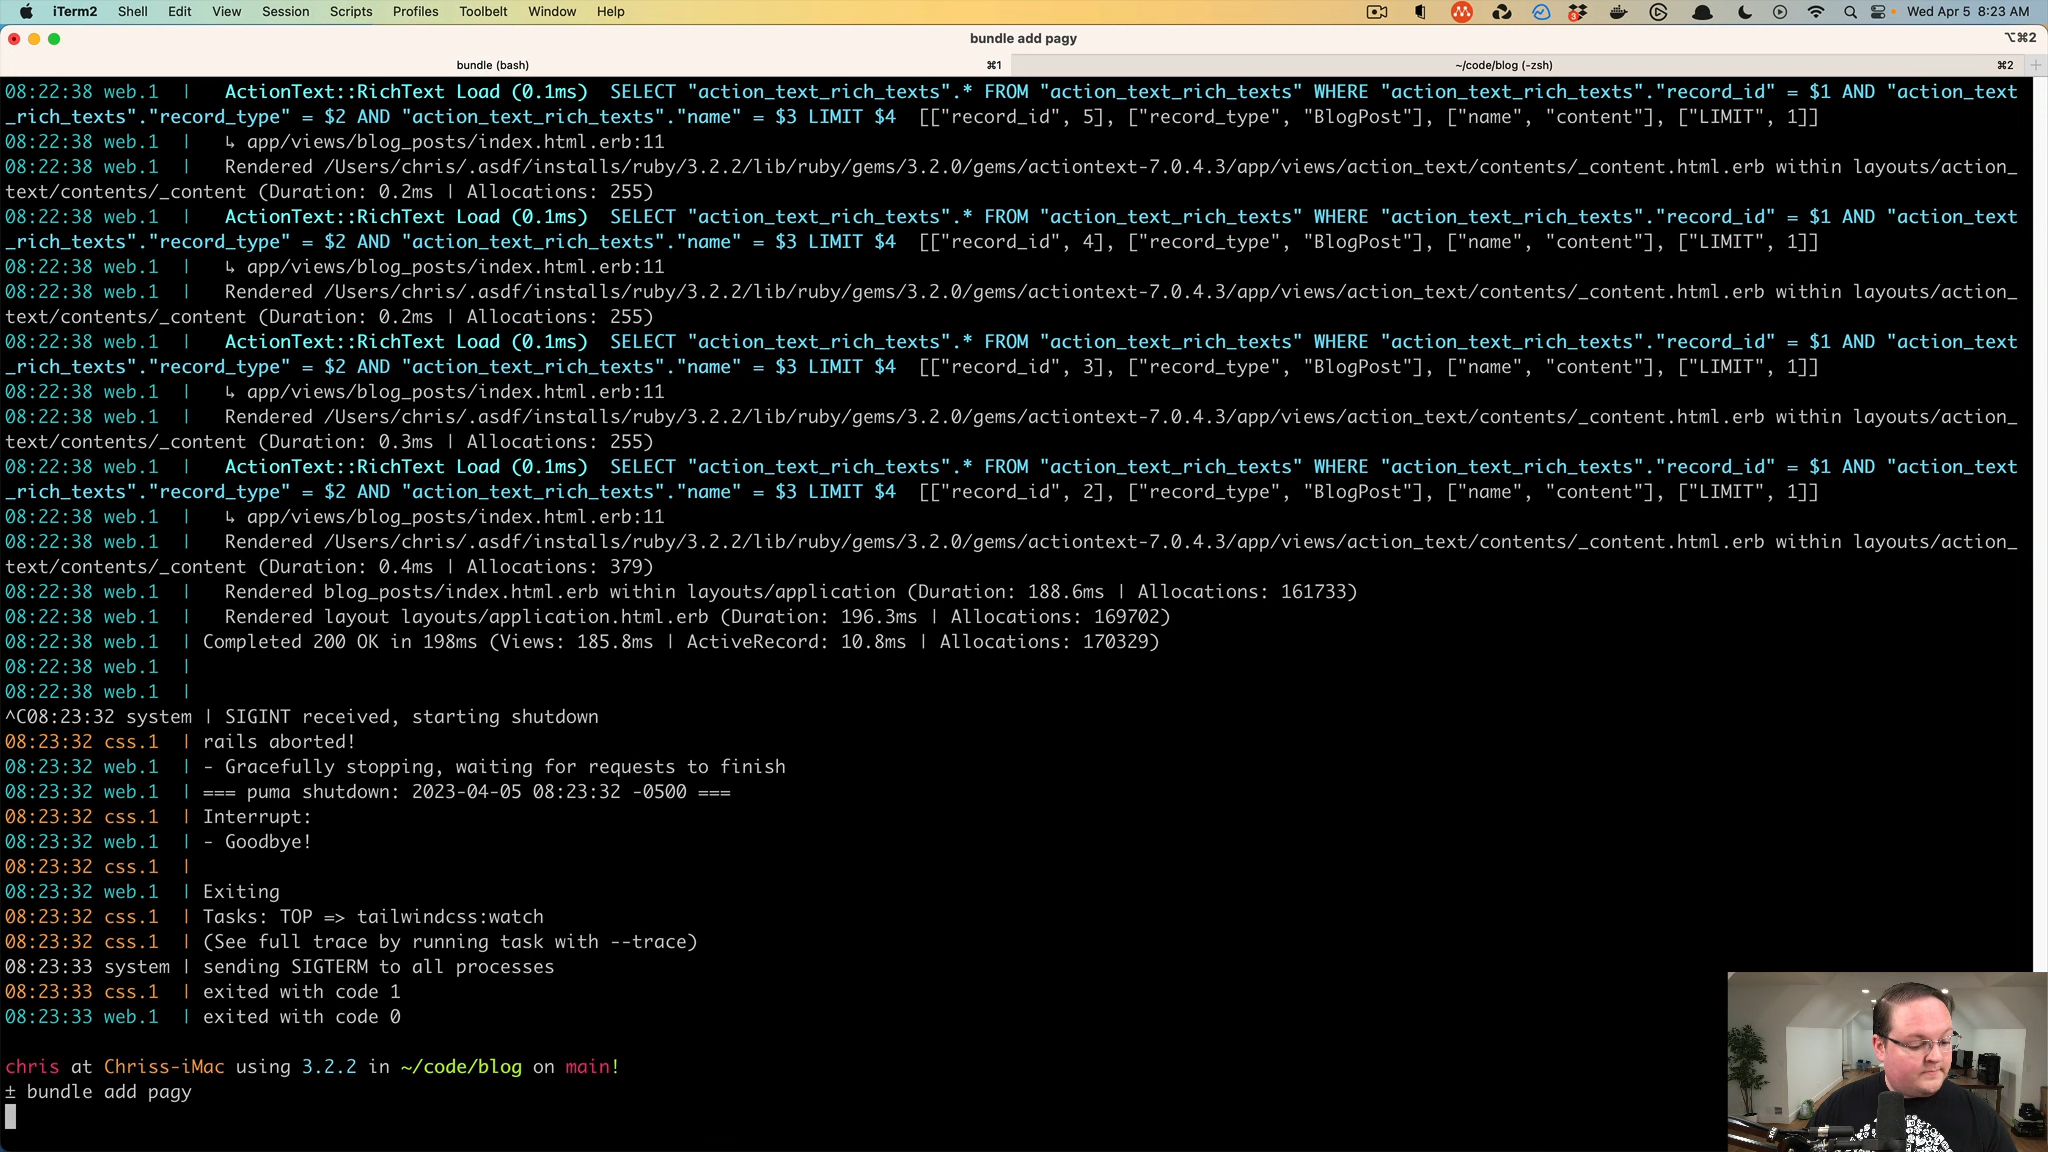 iTerm2 Shell Edit View Session Scripts Profiles Toolbelt Window Help 3 Wed Apr 5 8:23 AM
bundle add pagy ⌥⌘2
bundle (bash) ⌘1 ~/code/blog (-zsh) ⌘2 +
08:22:38 web.1  |   ActionText::RichText Load (0.1ms)  SELECT "action_text_rich_texts".* FROM "action_text_rich_texts" WHERE "action_text_rich_texts"."record_id" = $1 AND "action_text
_rich_texts"."record_type" = $2 AND "action_text_rich_texts"."name" = $3 LIMIT $4  [["record_id", 5], ["record_type", "BlogPost"], ["name", "content"], ["LIMIT", 1]]
08:22:38 web.1  |   ↳ app/views/blog_posts/index.html.erb:11
08:22:38 web.1  |   Rendered /Users/chris/.asdf/installs/ruby/3.2.2/lib/ruby/gems/3.2.0/gems/actiontext-7.0.4.3/app/views/action_text/contents/_content.html.erb within layouts/action_
text/contents/_content (Duration: 0.2ms | Allocations: 255)
08:22:38 web.1  |   ActionText::RichText Load (0.1ms)  SELECT "action_text_rich_texts".* FROM "action_text_rich_texts" WHERE "action_text_rich_texts"."record_id" = $1 AND "action_text
_rich_texts"."record_type" = $2 AND "action_text_rich_texts"."name" = $3 LIMIT $4  [["record_id", 4], ["record_type", "BlogPost"], ["name", "content"], ["LIMIT", 1]]
08:22:38 web.1  |   ↳ app/views/blog_posts/index.html.erb:11
08:22:38 web.1  |   Rendered /Users/chris/.asdf/installs/ruby/3.2.2/lib/ruby/gems/3.2.0/gems/actiontext-7.0.4.3/app/views/action_text/contents/_content.html.erb within layouts/action_
text/contents/_content (Duration: 0.2ms | Allocations: 255)
08:22:38 web.1  |   ActionText::RichText Load (0.1ms)  SELECT "action_text_rich_texts".* FROM "action_text_rich_texts" WHERE "action_text_rich_texts"."record_id" = $1 AND "action_text
_rich_texts"."record_type" = $2 AND "action_text_rich_texts"."name" = $3 LIMIT $4  [["record_id", 3], ["record_type", "BlogPost"], ["name", "content"], ["LIMIT", 1]]
08:22:38 web.1  |   ↳ app/views/blog_posts/index.html.erb:11
08:22:38 web.1  |   Rendered /Users/chris/.asdf/installs/ruby/3.2.2/lib/ruby/gems/3.2.0/gems/actiontext-7.0.4.3/app/views/action_text/contents/_content.html.erb within layouts/action_
text/contents/_content (Duration: 0.3ms | Allocations: 255)
08:22:38 web.1  |   ActionText::RichText Load (0.1ms)  SELECT "action_text_rich_texts".* FROM "action_text_rich_texts" WHERE "action_text_rich_texts"."record_id" = $1 AND "action_text
_rich_texts"."record_type" = $2 AND "action_text_rich_texts"."name" = $3 LIMIT $4  [["record_id", 2], ["record_type", "BlogPost"], ["name", "content"], ["LIMIT", 1]]
08:22:38 web.1  |   ↳ app/views/blog_posts/index.html.erb:11
08:22:38 web.1  |   Rendered /Users/chris/.asdf/installs/ruby/3.2.2/lib/ruby/gems/3.2.0/gems/actiontext-7.0.4.3/app/views/action_text/contents/_content.html.erb within layouts/action_
text/contents/_content (Duration: 0.4ms | Allocations: 379)
08:22:38 web.1  |   Rendered blog_posts/index.html.erb within layouts/application (Duration: 188.6ms | Allocations: 161733)
08:22:38 web.1  |   Rendered layout layouts/application.html.erb (Duration: 196.3ms | Allocations: 169702)
08:22:38 web.1  | Completed 200 OK in 198ms (Views: 185.8ms | ActiveRecord: 10.8ms | Allocations: 170329)
08:22:38 web.1  |
08:22:38 web.1  |
^C08:23:32 system | SIGINT received, starting shutdown
08:23:32 css.1  | rails aborted!
08:23:32 web.1  | - Gracefully stopping, waiting for requests to finish
08:23:32 web.1  | === puma shutdown: 2023-04-05 08:23:32 -0500 ===
08:23:32 css.1  | Interrupt:
08:23:32 web.1  | - Goodbye!
08:23:32 css.1  |
08:23:32 web.1  | Exiting
08:23:32 css.1  | Tasks: TOP => tailwindcss:watch
08:23:32 css.1  | (See full trace by running task with --trace)
08:23:33 system | sending SIGTERM to all processes
08:23:33 css.1  | exited with code 1
08:23:33 web.1  | exited with code 0
chris at Chriss-iMac using 3.2.2 in ~/code/blog on main!
± bundle add pagy